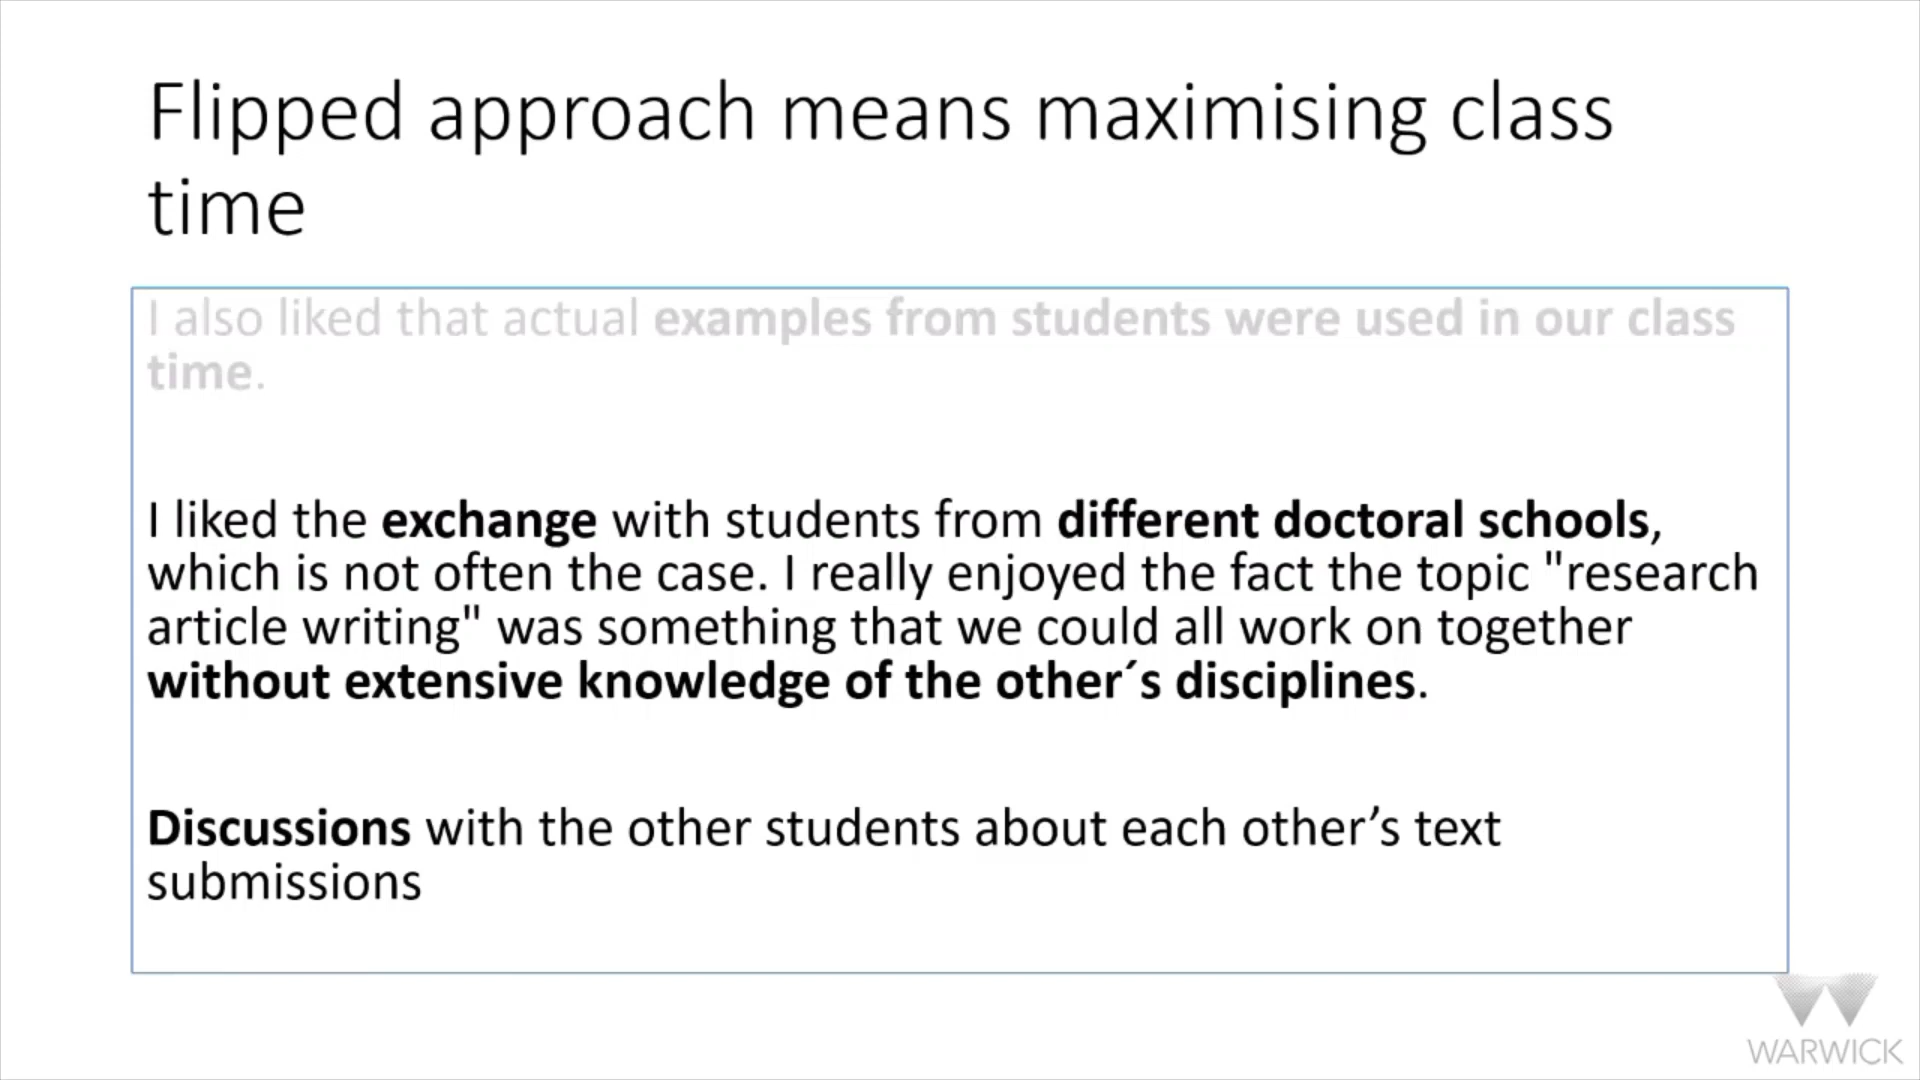 Flipped approach means maximising class
time
I also liked that actual examples from students were used in our class
time.
I liked the exchange with students from different doctoral schools,
which is not often the case. I really enjoyed the fact the topic "research
article writing" was something that we could all work on together
without extensive knowledge of the other´s disciplines.
Discussions with the other students about each other’s text
submissions
WARWICK